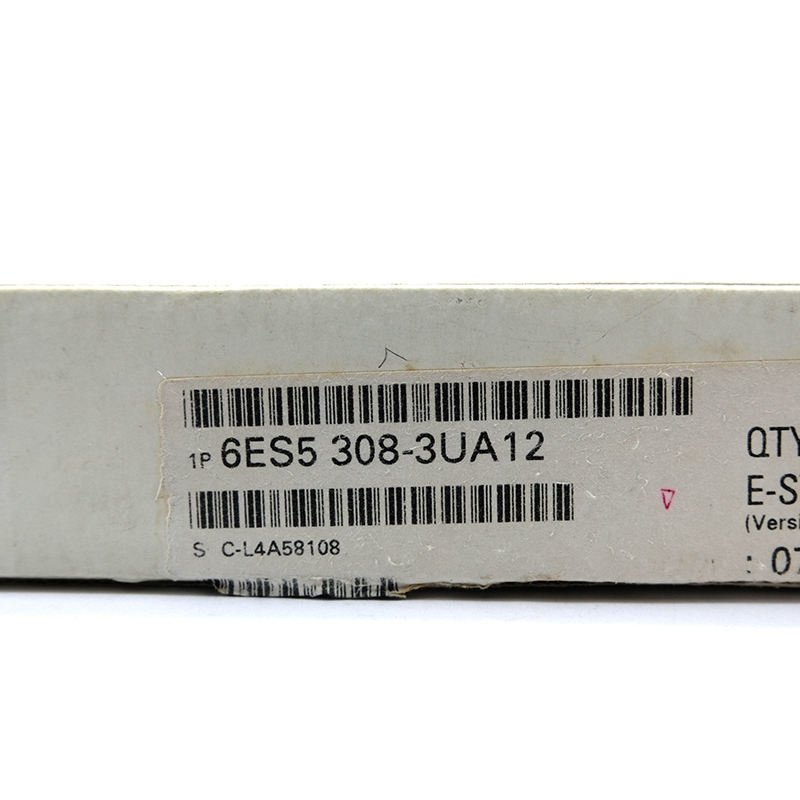 1P 6ES5 308-3UA12
S C-L4A58108
QTY
E-S
(Versi
: 07